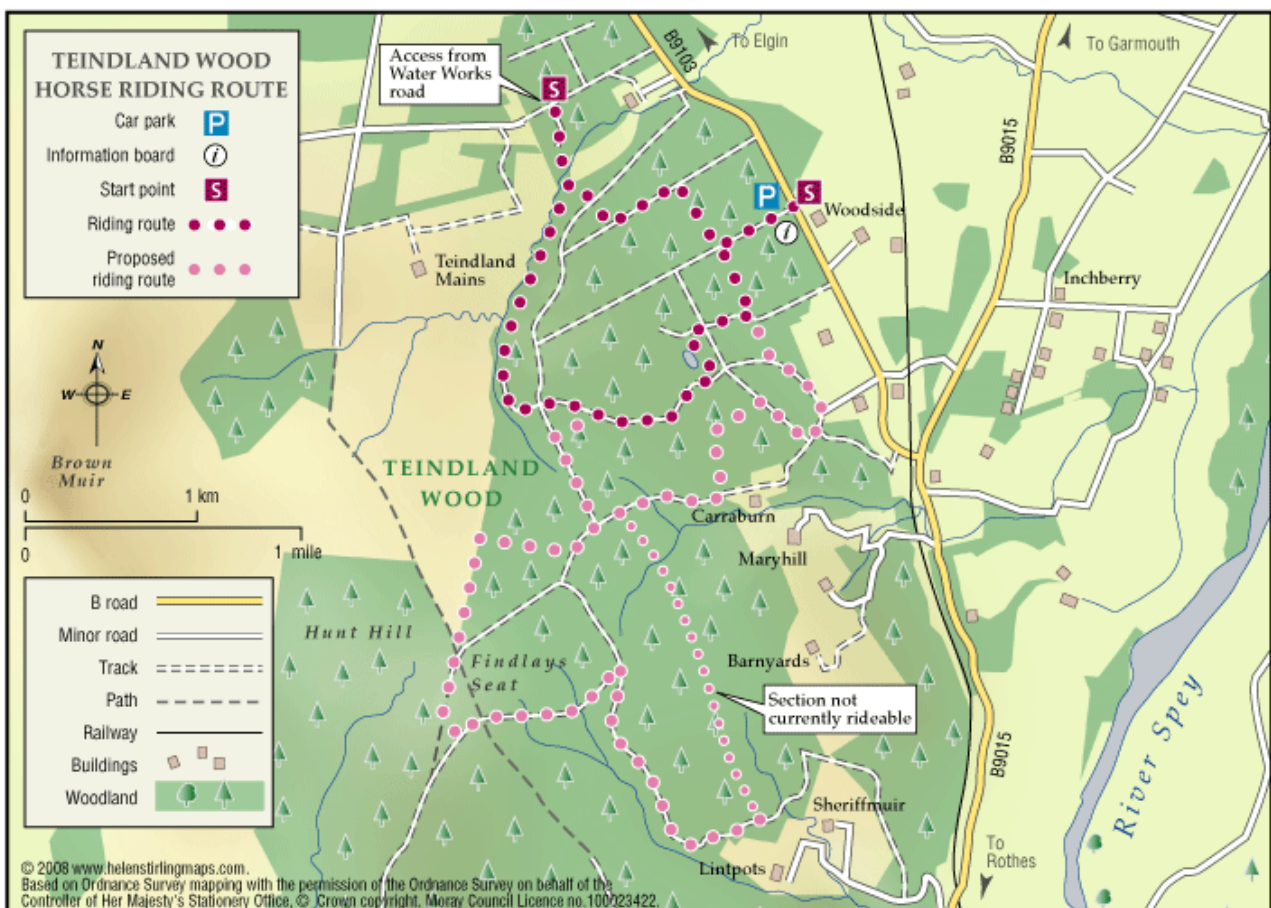 TEINDLAND WOOD
HORSE RIDING ROUTE
Car park
P
Information board
i
Start point
S
Riding route
Proposed
riding route
Access from
Water Works
road
S
To Elgin
B9103
To Garmouth
B9015
P
S
i
Woodside
Teindland
Mains
Inchberry
N
W
E
Brown
Muir
0
1 km
0
1 mile
TEINDLAND
WOOD
Carraburn
Maryhill
Hunt Hill
Findlays
Seat
Barnyards
Section not
currently rideable
B9015
River Spey
Sheriffmuir
Lintpots
To
Rothes
B road
Minor road
Track
Path
Railway
Buildings
Woodland
© 2008 www.helenstirlingmaps.com.
Based on Ordnance Survey mapping with the permission of the Ordnance Survey on behalf of the
Controller of Her Majesty's Stationery Office, © Crown copyright. Moray Council Licence no.100023422.